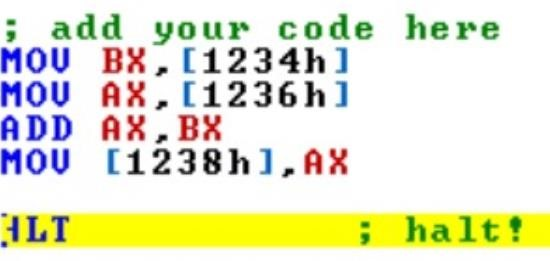 ; add your code here
MOV BX,[1234h]
MOV AX,[1236h]
ADD AX,BX
MOV [1238h],AX
HLT ; halt!